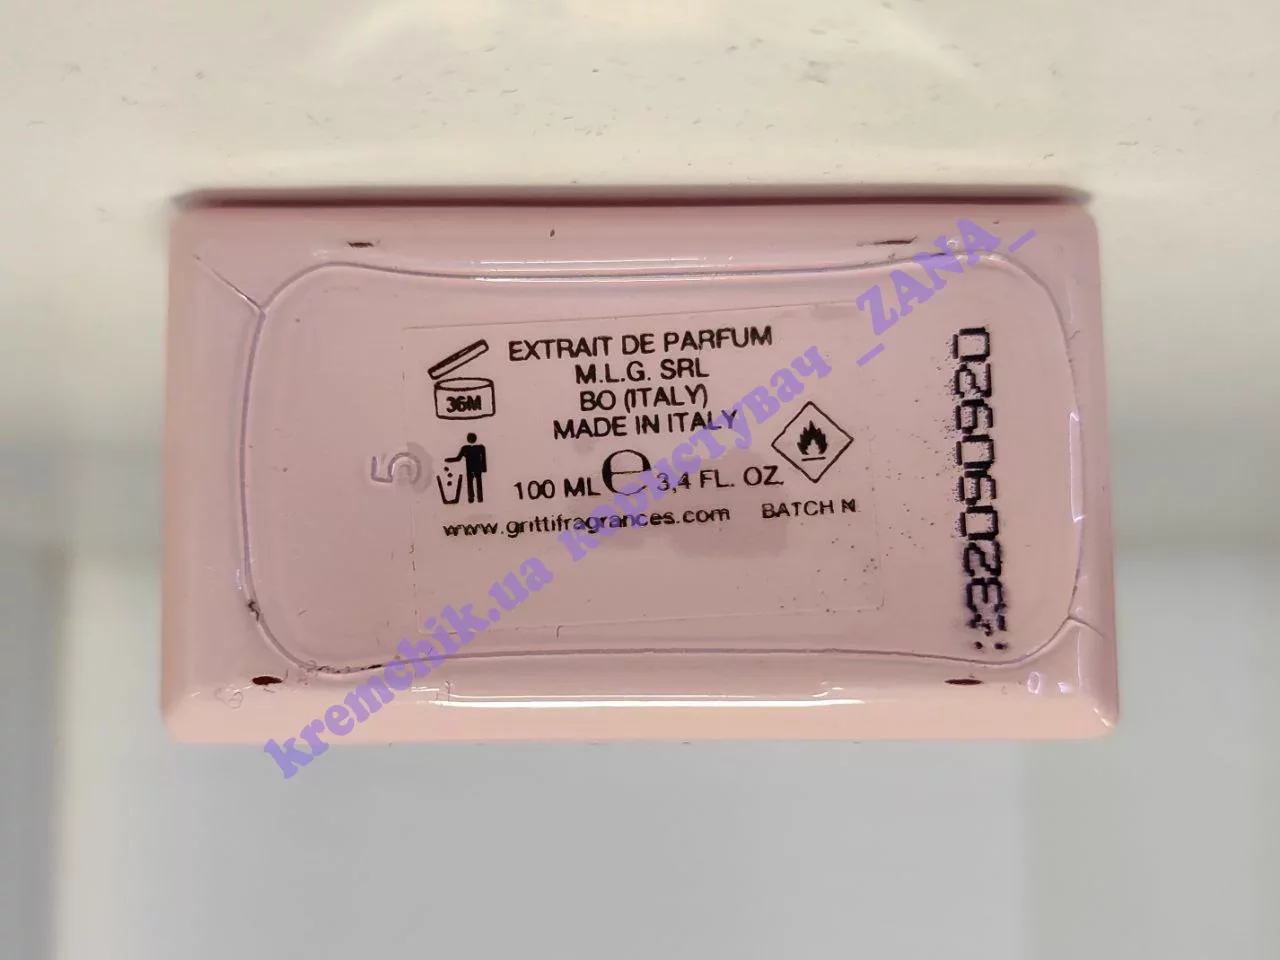 EXTRAIT DE PARFUM
M.L.G. SRL
BO (ITALY)
MADE IN ITALY
36M
100 ML e 3,4 FL. OZ.
www.grittifragrances.com BATCH N
5
kremchik.ua користувач _ZANA_